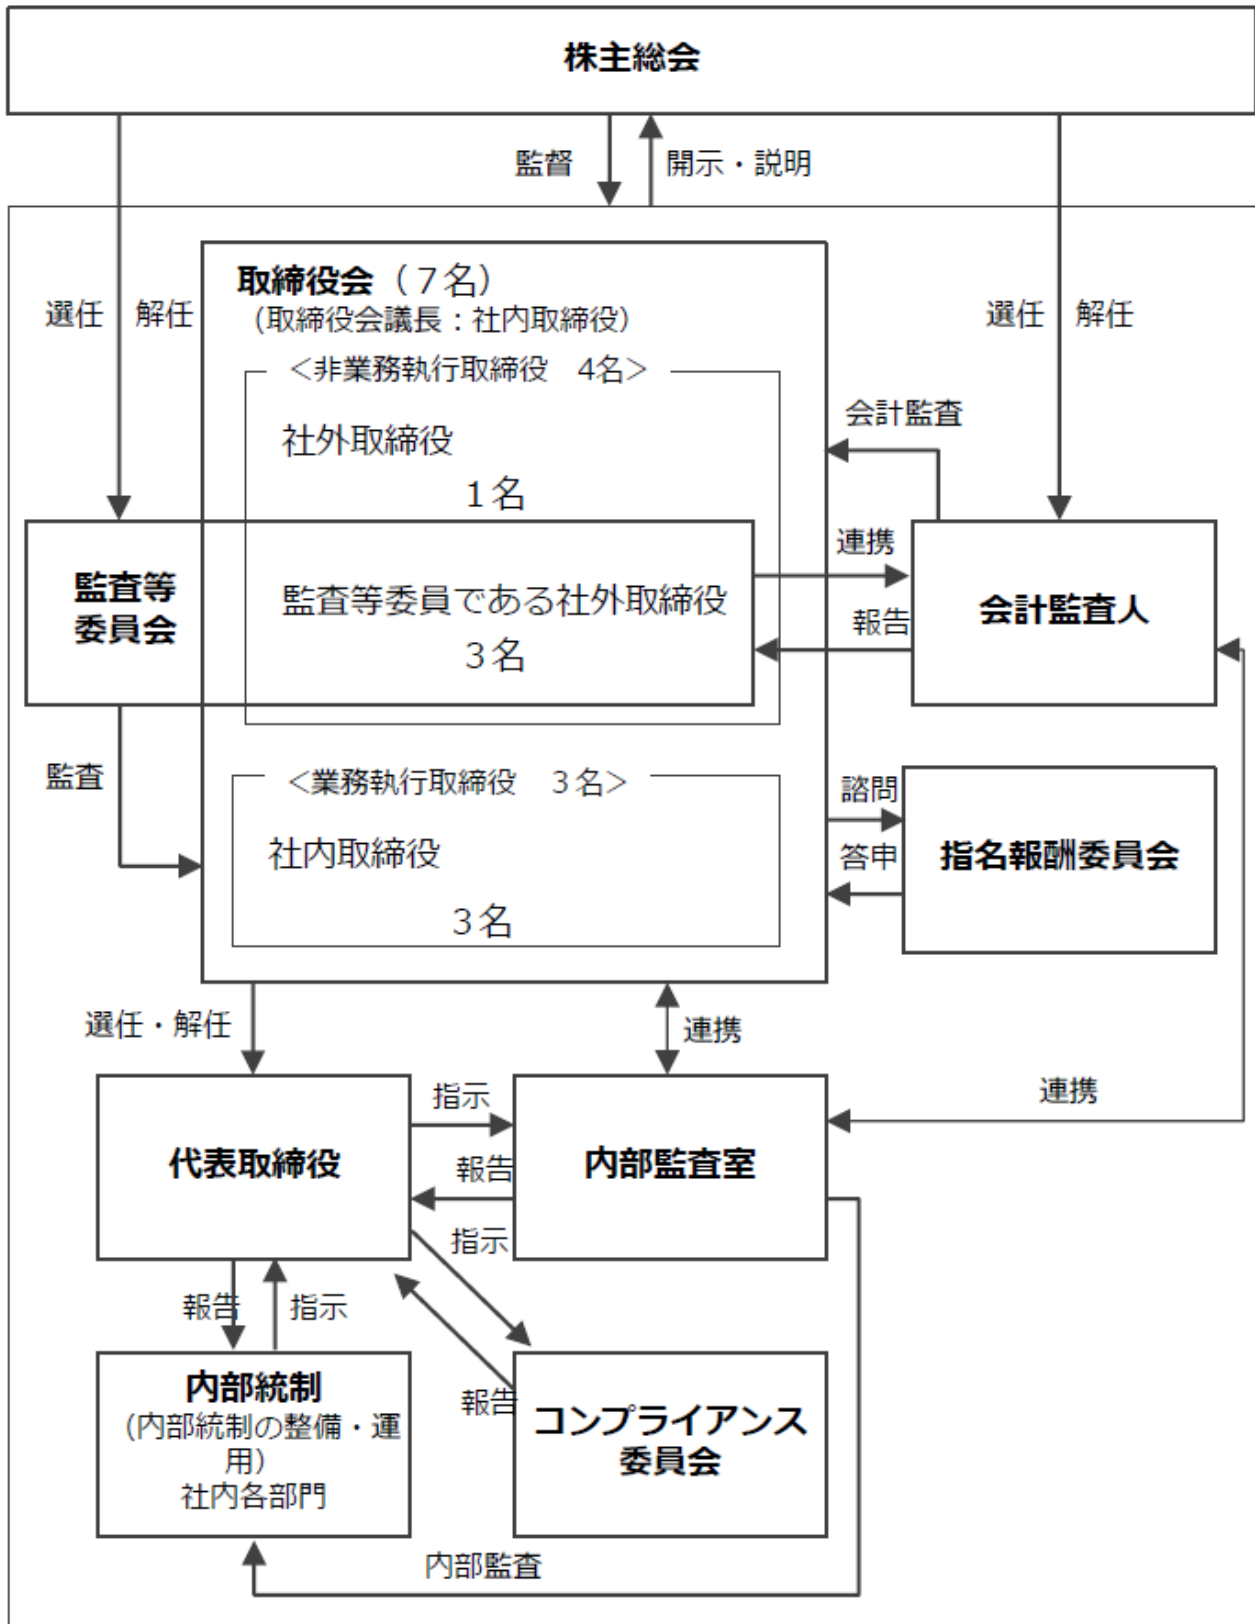 株主総会
監督
開示・説明
取締役会（７名）
（取締役会議長：社内取締役）
選任
解任
選任
解任
＜非業務執行取締役　4名＞
社外取締役
１名
会計監査
監査等
委員会
監査等委員である社外取締役
３名
連携
報告
会計監査人
監査
＜業務執行取締役　３名＞
社内取締役
３名
諮問
答申
指名報酬委員会
選任・解任
連携
連携
代表取締役
指示
報告
内部監査室
指示
報告
指示
報告
内部統制
（内部統制の整備・運
用）
社内各部門
コンプライアンス
委員会
内部監査